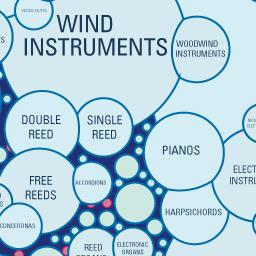 WIND
INSTRUMENTS
WOODWIND
INSTRUMENTS
DOUBLE
REED
SINGLE
REED
PIANOS
FREE
REEDS
ACCORDIONS
HARPSICHORDS
CONCERTINAS
REED
ELECTRONIC
ORGANS